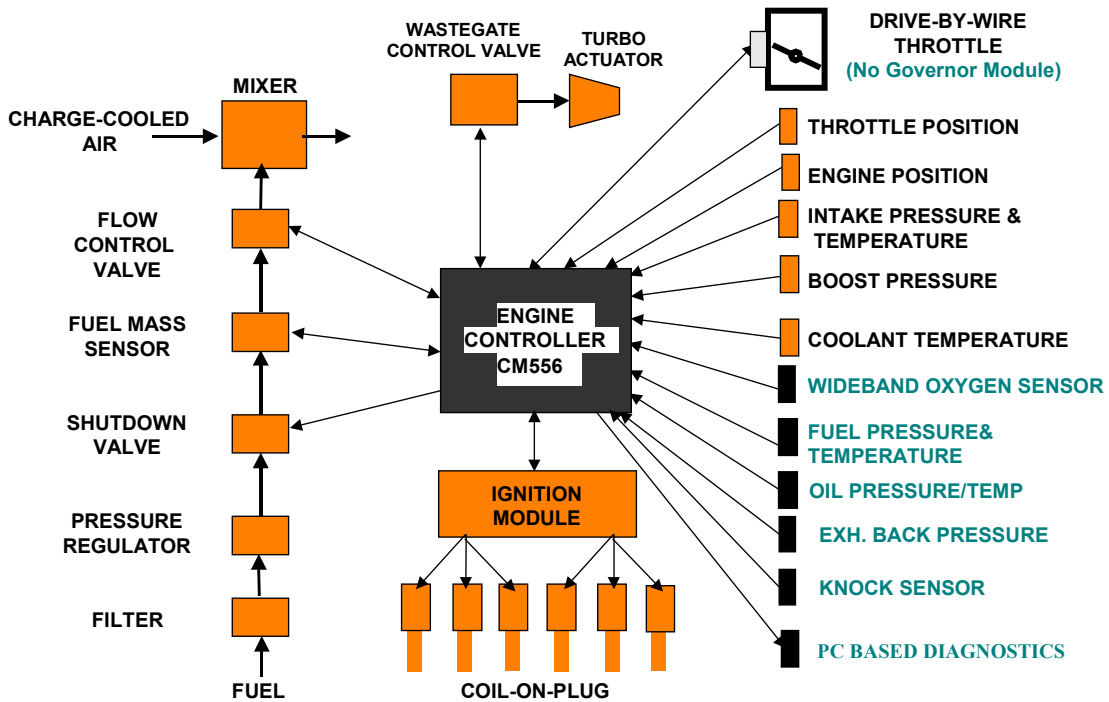 WASTEGATE
CONTROL VALVE
TURBO
ACTUATOR
DRIVE-BY-WIRE
THROTTLE
(No Governor Module)
MIXER
CHARGE-COOLED
AIR
THROTTLE POSITION
ENGINE POSITION
INTAKE PRESSURE &
TEMPERATURE
BOOST PRESSURE
COOLANT TEMPERATURE
WIDEBAND OXYGEN SENSOR
FUEL PRESSURE&
TEMPERATURE
OIL PRESSURE/TEMP
EXH. BACK PRESSURE
KNOCK SENSOR
PC BASED DIAGNOSTICS
FLOW
CONTROL
VALVE
FUEL MASS
SENSOR
SHUTDOWN
VALVE
PRESSURE
REGULATOR
FILTER
FUEL
ENGINE
CONTROLLER
CM556
IGNITION
MODULE
COIL-ON-PLUG